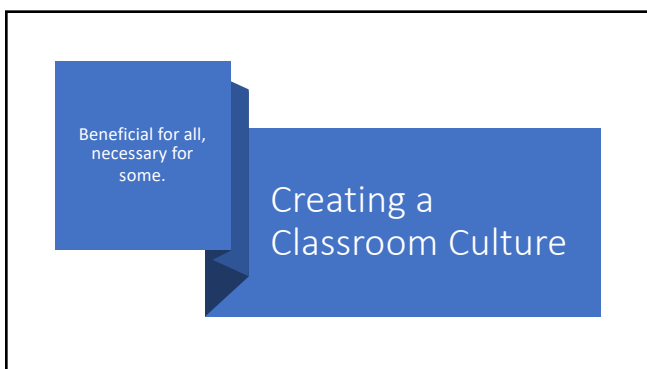 Beneficial for all,
necessary for
some.
Creating a
Classroom Culture